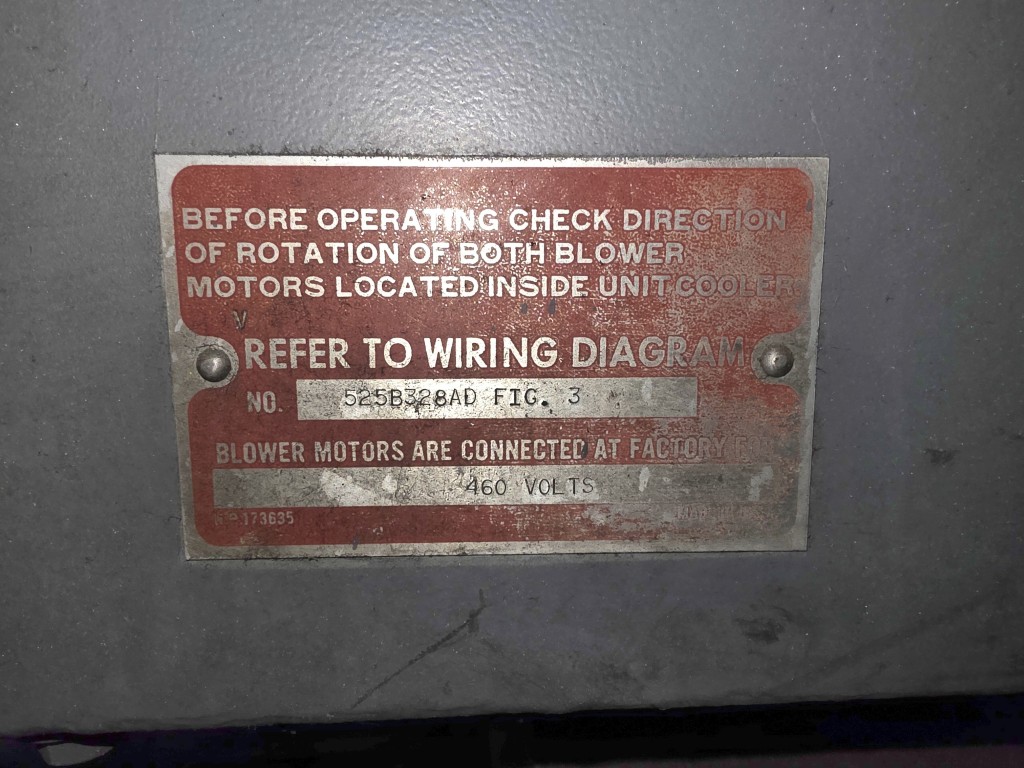 BEFORE OPERATING CHECK DIRECTION
OF ROTATION OF BOTH BLOWER
MOTORS LOCATED INSIDE UNIT COOLER
REFER TO WIRING DIAGRAM
NO. 525B328AD FIG. 3
BLOWER MOTORS ARE CONNECTED AT FACTORY
460 VOLTS
N.P. 173635